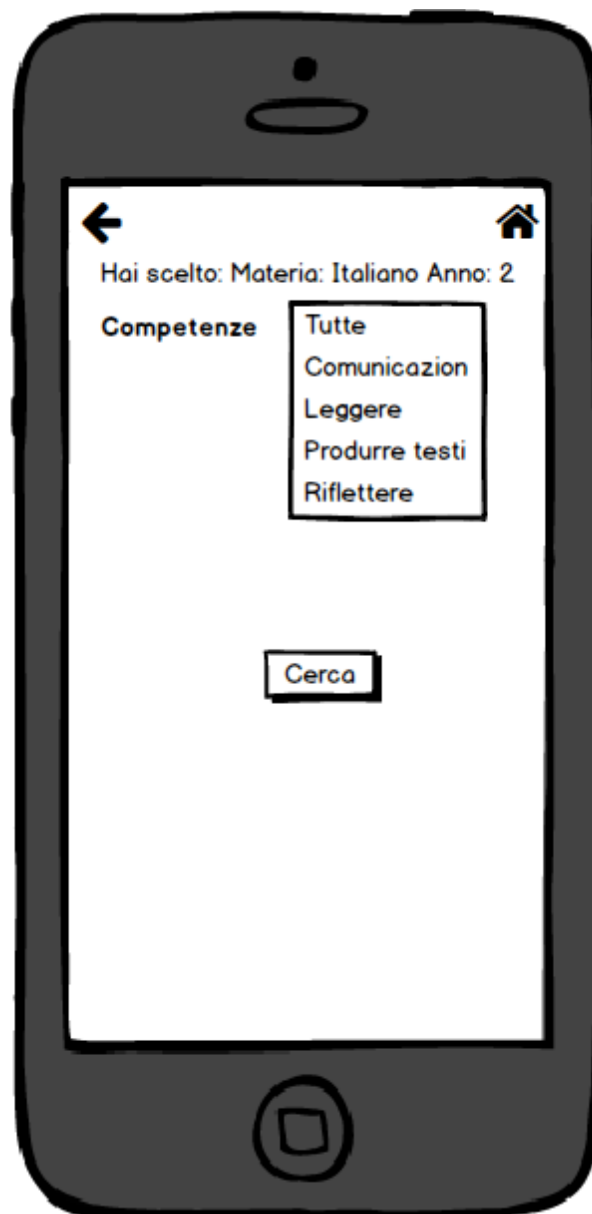 Hai scelto: Materia: Italiano Anno: 2
Competenze
Tutte
Comunicazion
Leggere
Produrre testi
Riflettere
Cerca